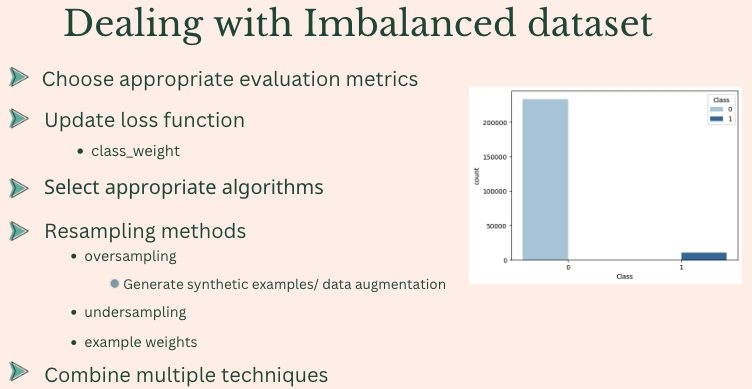 Dealing with Imbalanced dataset
Choose appropriate evaluation metrics
Update loss function
class_weight
Select appropriate algorithms
Resampling methods
oversampling
Generate synthetic examples/ data augmentation
undersampling
example weights
Combine multiple techniques
Class
0
1
200000
150000
100000
50000
0
count
0
1
Class